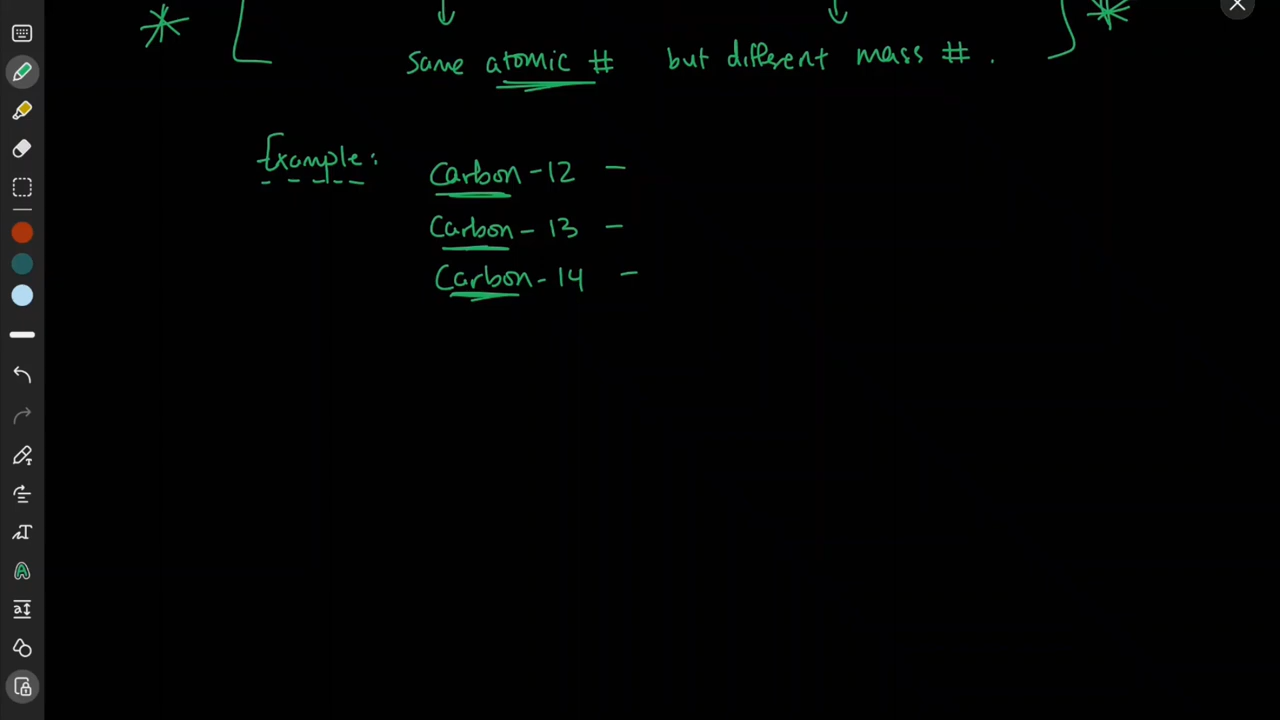 same atomic # but different mass # .
Example:
Carbon-12 –
Carbon-13 –
Carbon-14 –